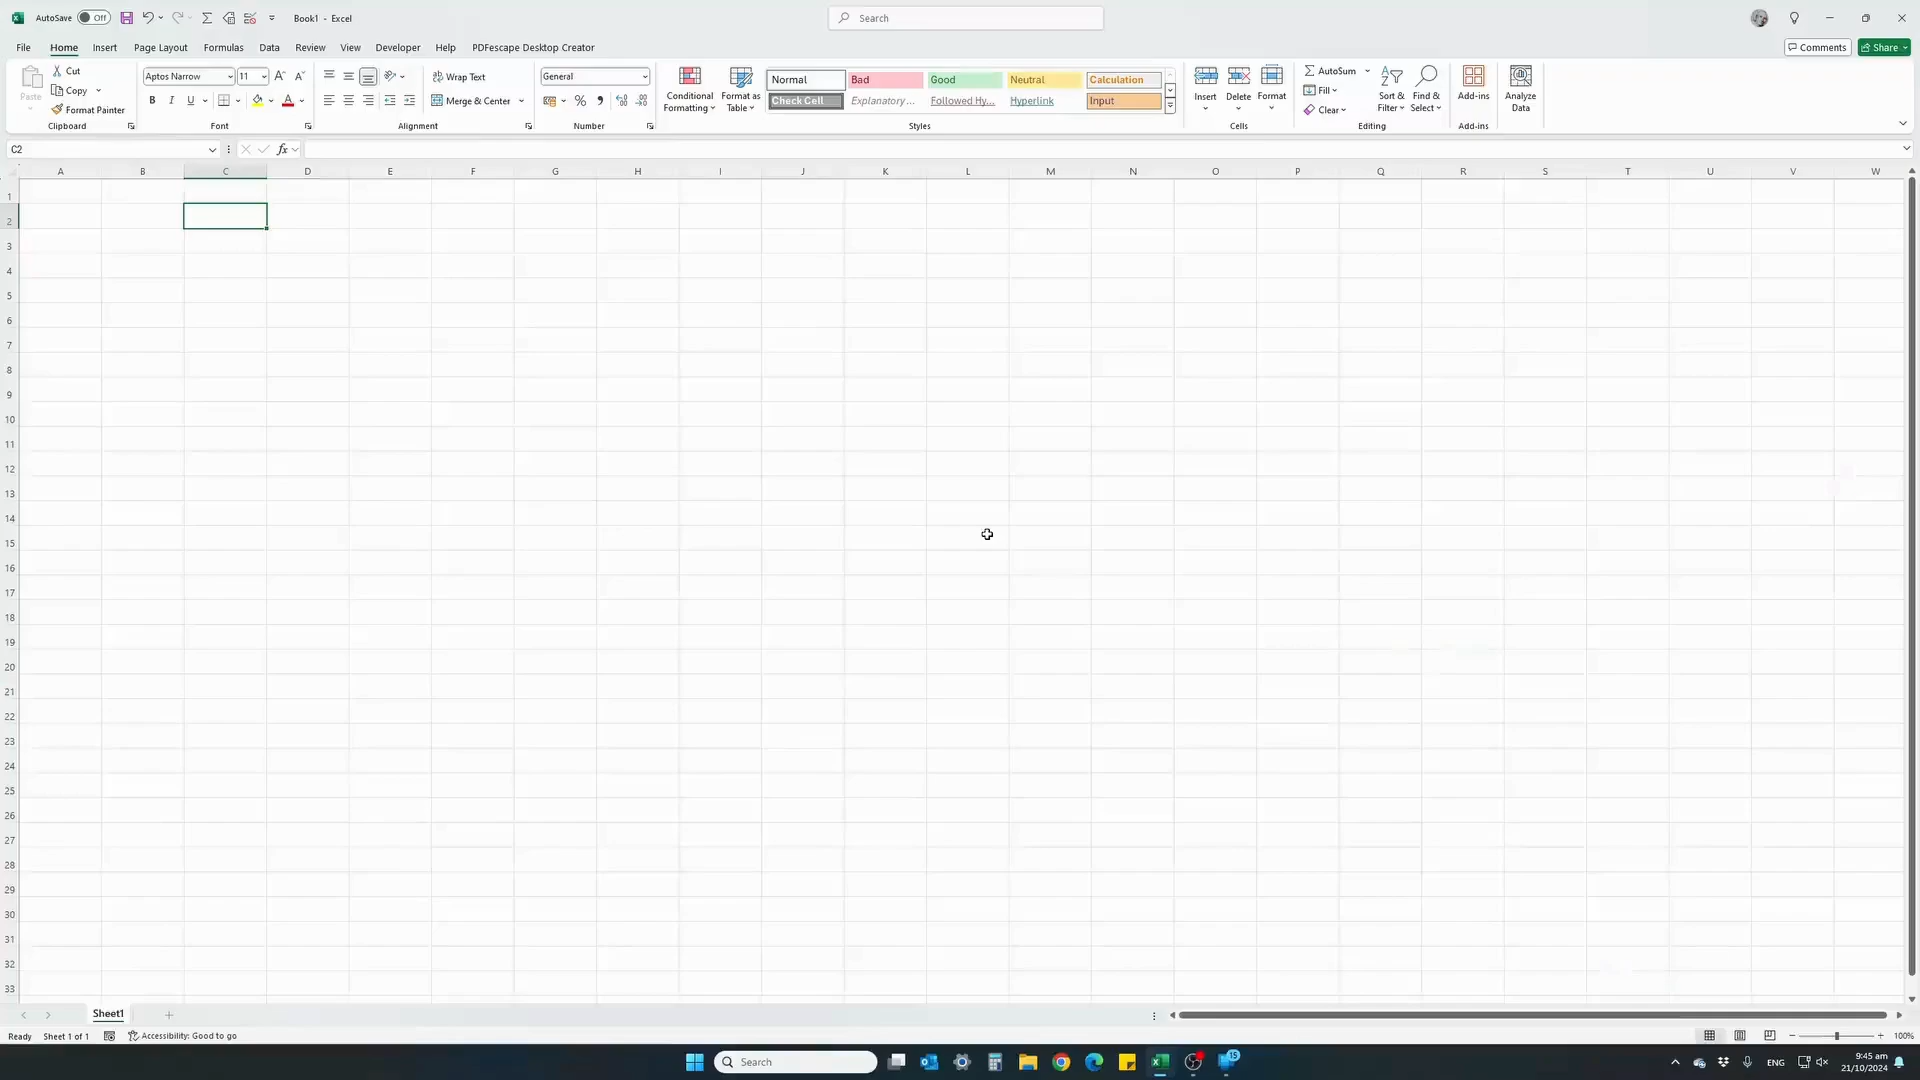 AutoSave Off Book1 - Excel Search
File Home Insert Page Layout Formulas Data Review View Developer Help PDFescape Desktop Creator Comments Share
Paste Cut Copy Format Painter Clipboard
Aptos Narrow 11 B I U Font
Wrap Text Merge & Center Alignment
General Number
Conditional Formatting Format as Table
Normal Bad Good Neutral Calculation
Check Cell Explanatory ... Followed Hy... Hyperlink Input
Styles
Insert Delete Format Cells
AutoSum Fill Clear Sort & Filter Find & Select Editing
Add-ins Add-ins
Analyze Data
C2 fx
A B C D E F G H I J K L M N O P Q R S T U V W
1
2
3
4
5
6
7
8
9
10
11
12
13
14
15
16
17
18
19
20
21
22
23
24
25
26
27
28
29
30
31
32
33
Sheet1
Ready Sheet 1 of 1 Accessibility: Good to go 100%
Search 15 ENG 9:45 am
21/10/2024